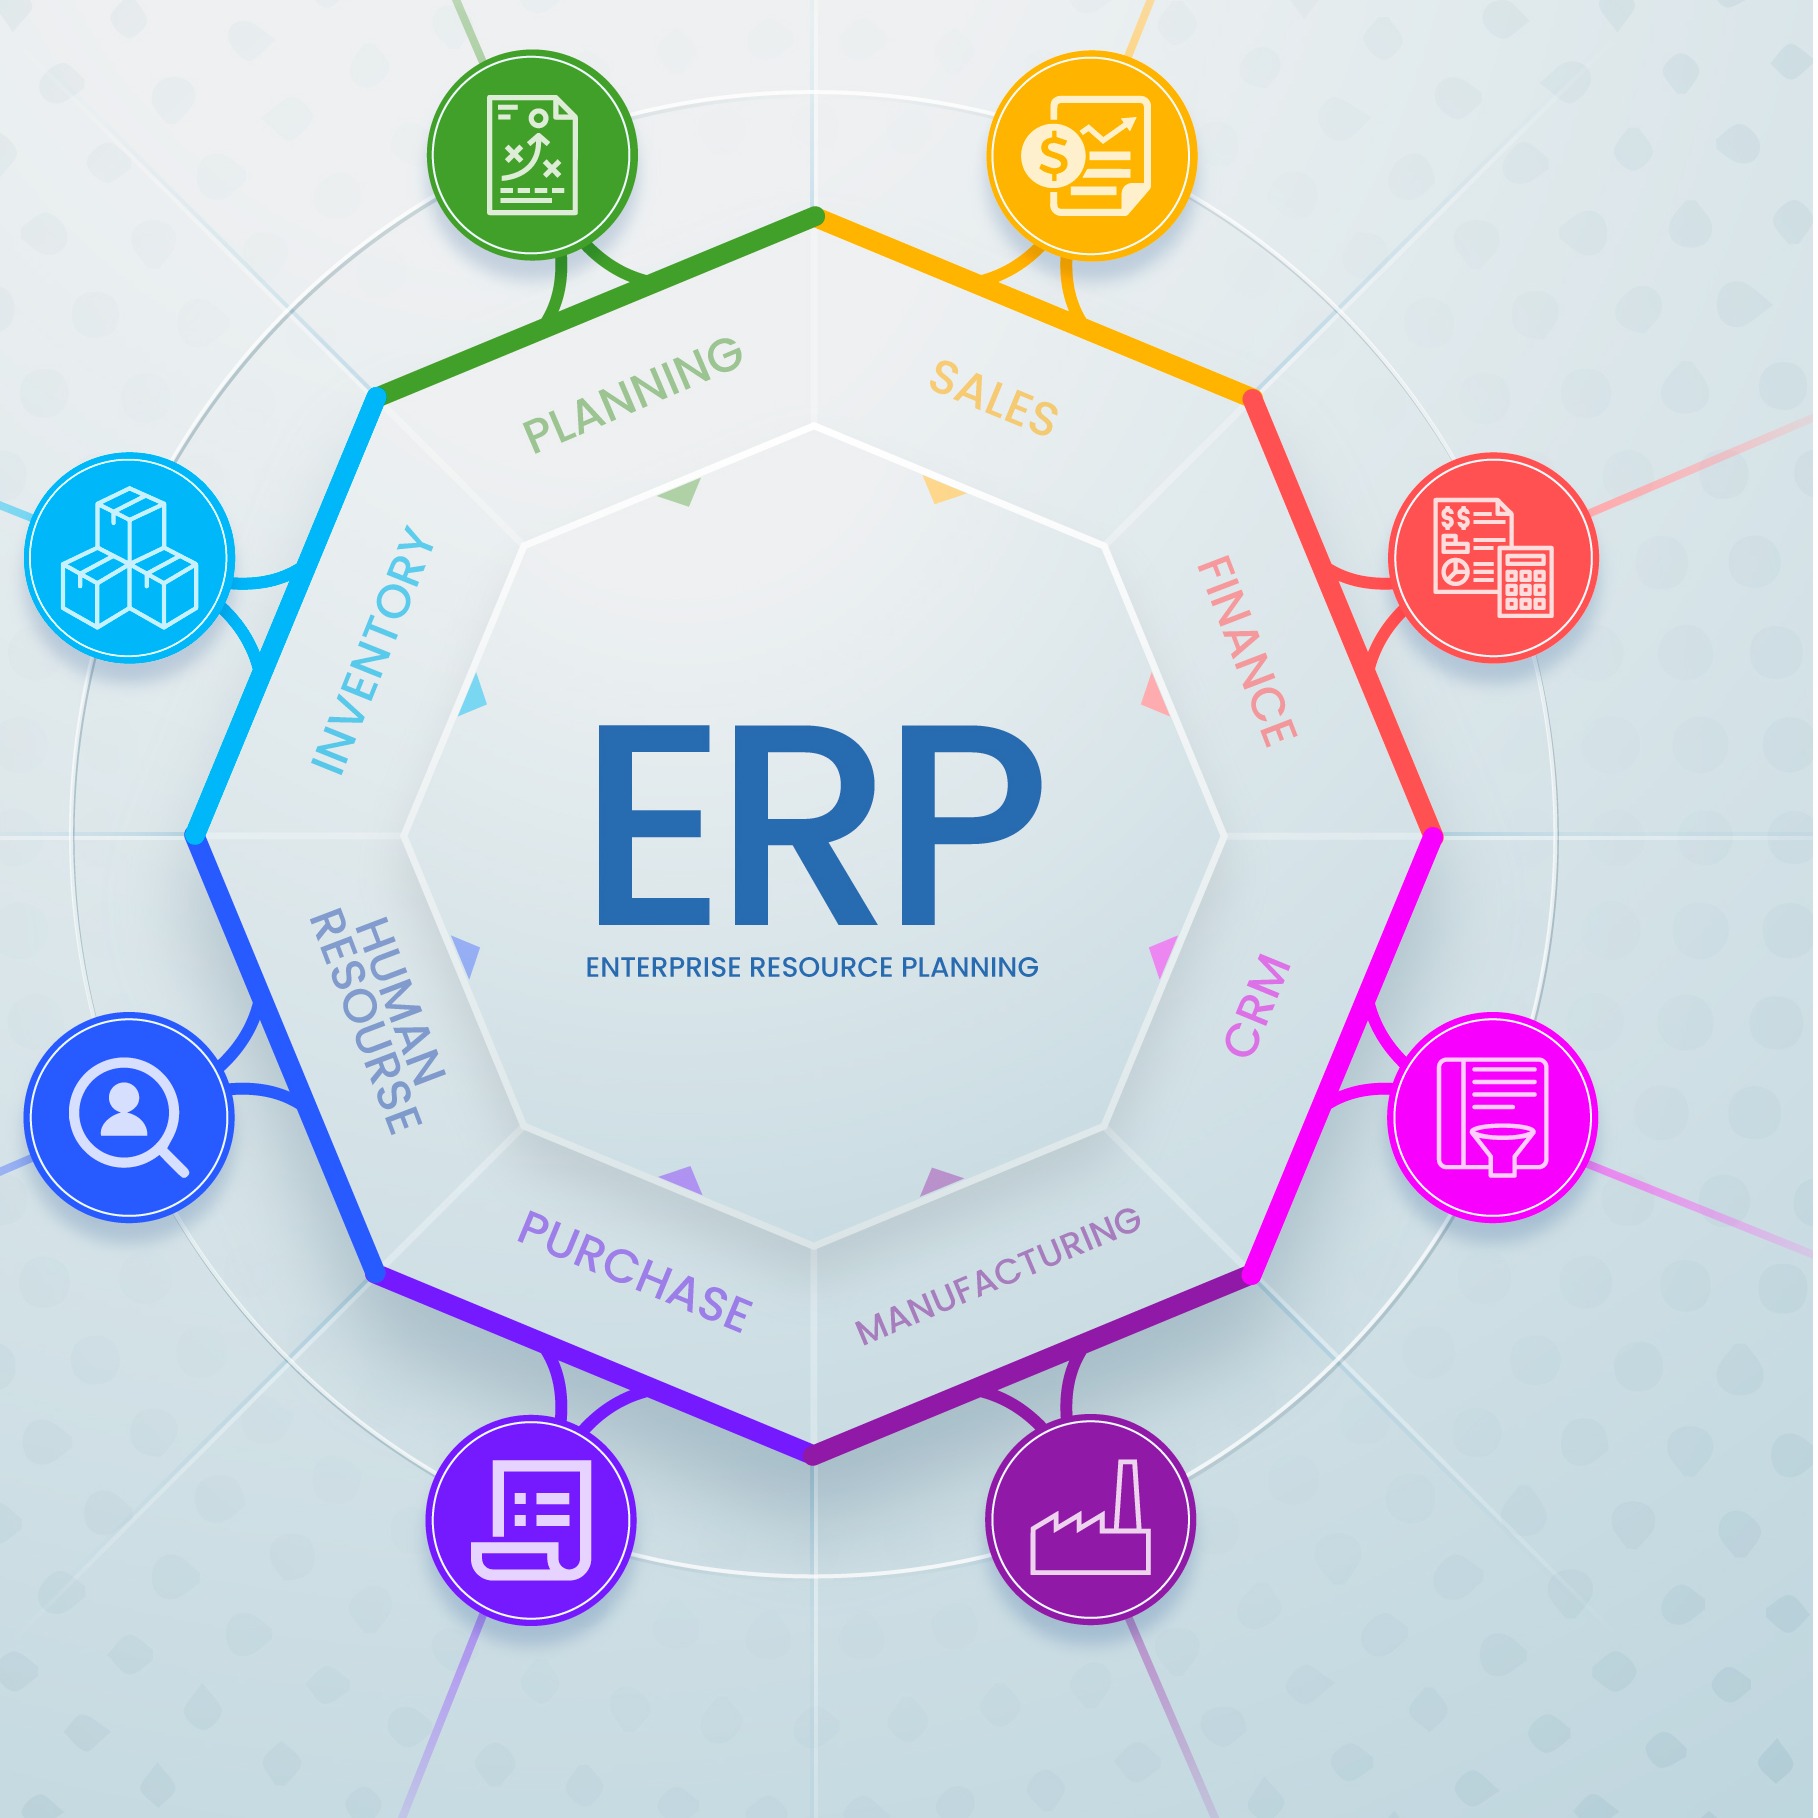 PLANNING
SALES
INVENTORY
FINANCE
ERP
ENTERPRISE RESOURCE PLANNING
HUMAN
RESOURSE
CRM
PURCHASE
MANUFACTURING
$
$$